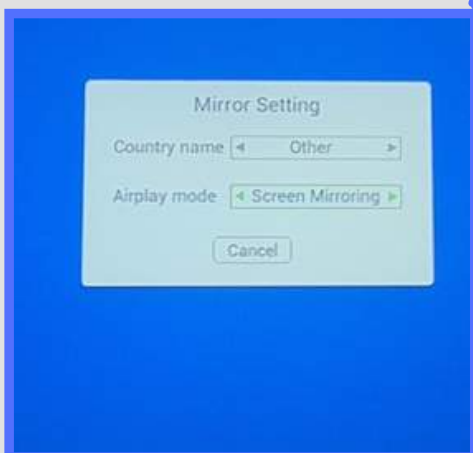 Mirror Setting
Country name Other
Airplay mode Screen Mirroring
Cancel